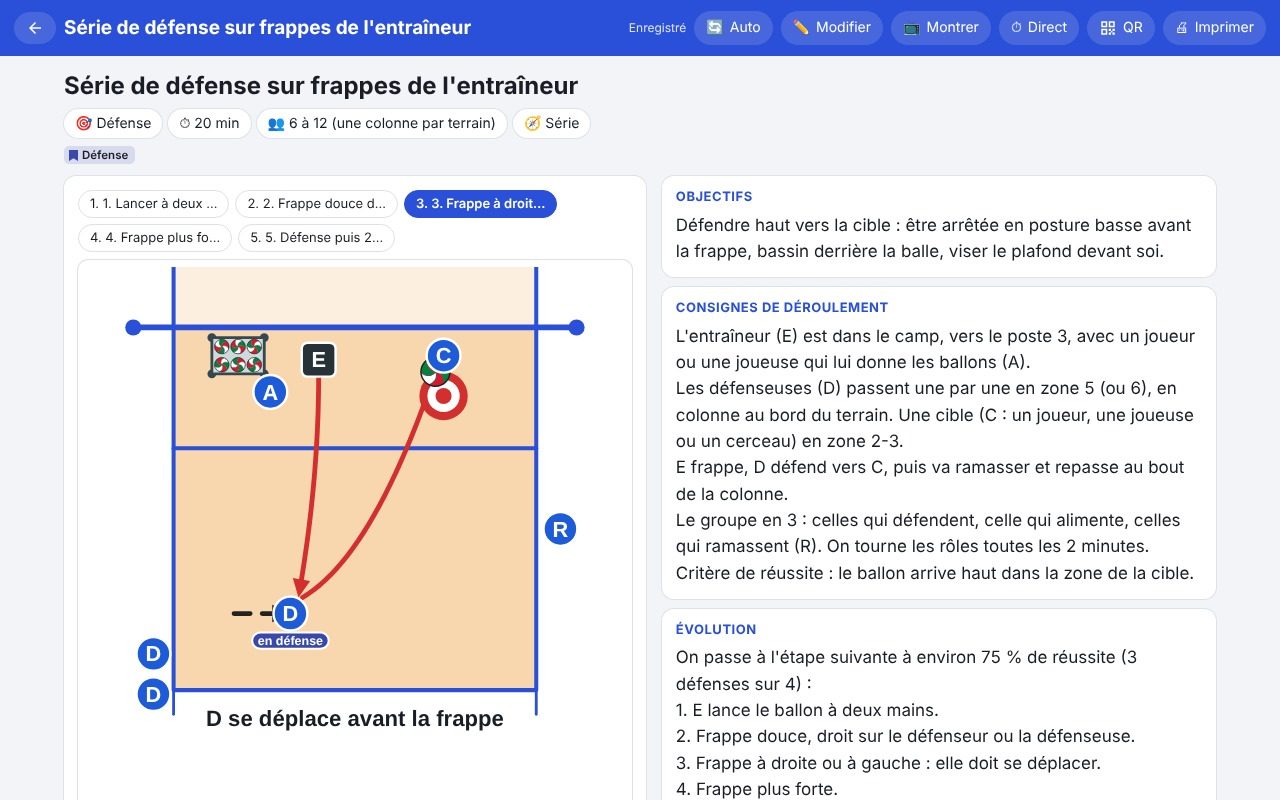 Série de défense sur frappes de l'entraîneur
Enregistré
Auto
Modifier
Montrer
Direct
QR
Imprimer
Série de défense sur frappes de l'entraîneur
Défense
20 min
6 à 12 (une colonne par terrain)
Série
Défense
1. 1. Lancer à deux ...
2. 2. Frappe douce d...
3. 3. Frappe à droit...
4. 4. Frappe plus fo...
5. 5. Défense puis 2...
E
C
A
R
D
en défense
D
D
D se déplace avant la frappe
OBJECTIFS
Défendre haut vers la cible : être arrêtée en posture basse avant
la frappe, bassin derrière la balle, viser le plafond devant soi.
CONSIGNES DE DÉROULEMENT
L'entraîneur (E) est dans le camp, vers le poste 3, avec un joueur
ou une joueuse qui lui donne les ballons (A).
Les défenseuses (D) passent une par une en zone 5 (ou 6), en
colonne au bord du terrain. Une cible (C : un joueur, une joueuse
ou un cerceau) en zone 2-3.
E frappe, D défend vers C, puis va ramasser et repasse au bout
de la colonne.
Le groupe en 3 : celles qui défendent, celle qui alimente, celles
qui ramassent (R). On tourne les rôles toutes les 2 minutes.
Critère de réussite : le ballon arrive haut dans la zone de la cible.
ÉVOLUTION
On passe à l'étape suivante à environ 75 % de réussite (3
défenses sur 4) :
1. E lance le ballon à deux mains.
2. Frappe douce, droit sur le défenseur ou la défenseuse.
3. Frappe à droite ou à gauche : elle doit se déplacer.
4. Frappe plus forte.